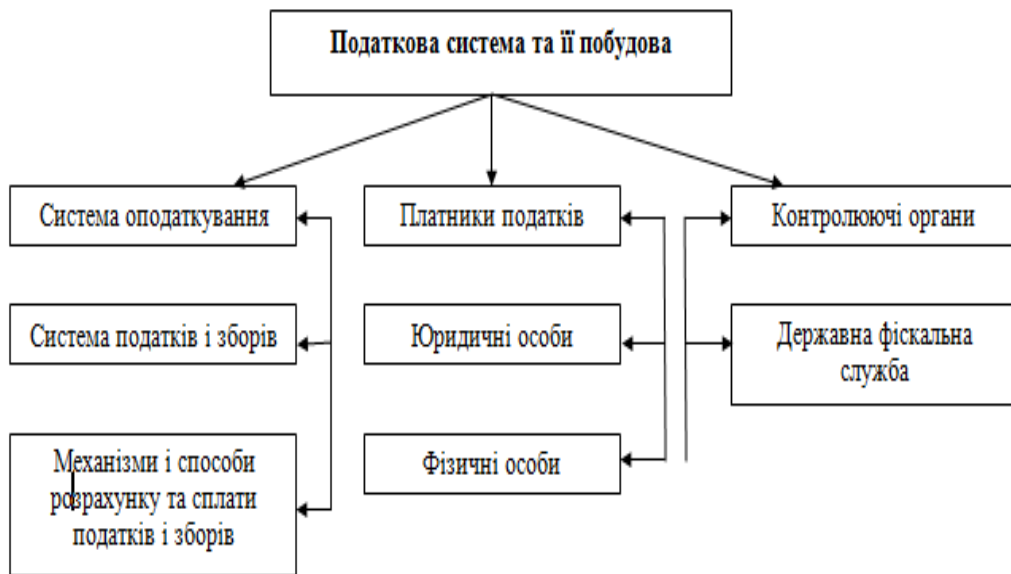 Податкова система та її побудова
Система оподаткування
Платники податків
Контролюючі органи
Система податків і зборів
Юридичні особи
Державна фіскальна
служба
Механізми і способи
розрахунку та сплати
податків і зборів
Фізичні особи